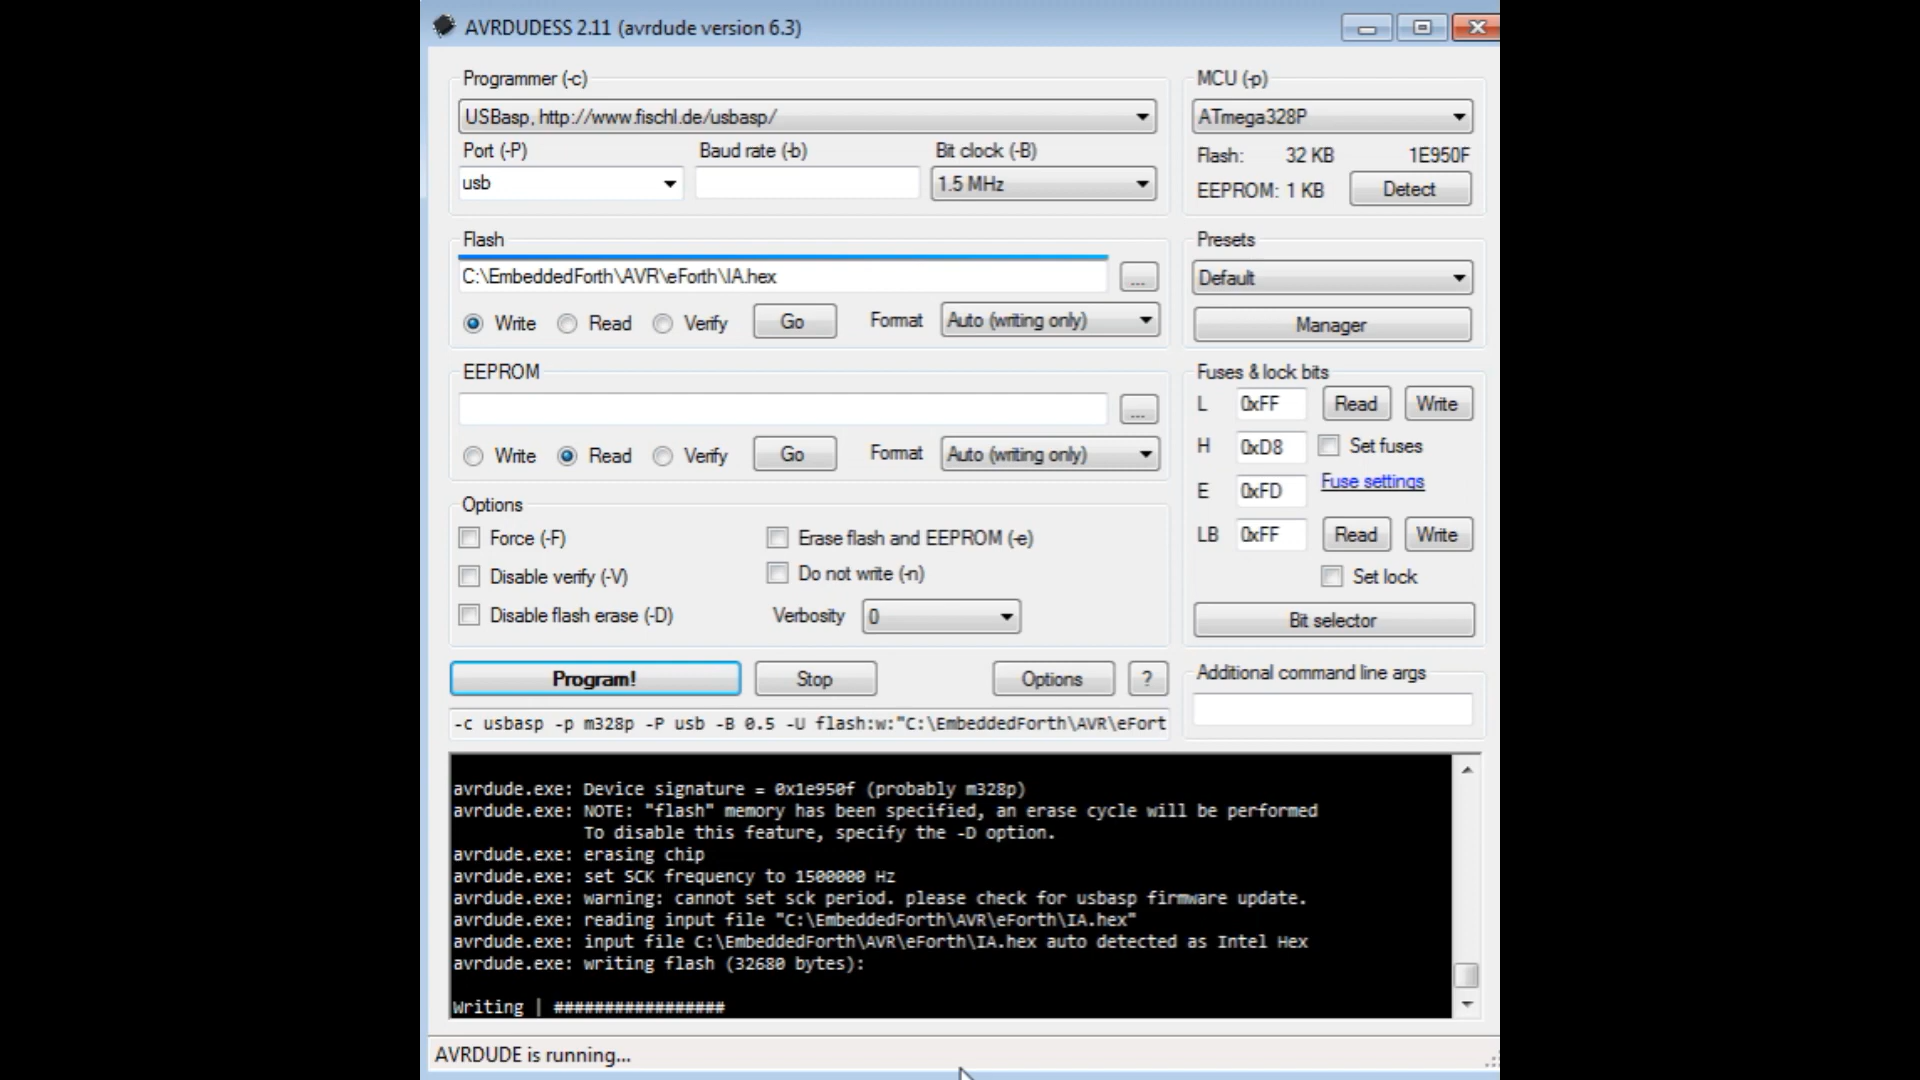 AVRDUDESS 2.11 (avrdude version 6.3)
Programmer (-c)
MCU (-p)
USBasp, http://www.fischl.de/usbasp/
ATmega328P
Port (-P)
Baud rate (-b)
Bit clock (-B)
Flash: 32 KB 1E950F
usb
1.5 MHz
EEPROM: 1 KB
Detect
Flash
Presets
C:\EmbeddedForth\AVR\eForth\IA.hex
...
Default
Write Read Verify Go Format Auto (writing only)
Manager
EEPROM
Fuses & lock bits
...
L 0xFF Read Write
H 0xD8 Set fuses
Write Read Verify Go Format Auto (writing only)
Fuse settings
E 0xFD
Options
Force (-F)
Erase flash and EEPROM (-e)
LB 0xFF Read Write
Disable verify (-V)
Do not write (-n)
Set lock
Disable flash erase (-D)
Verbosity 0
Bit selector
Program! Stop Options ?
Additional command line args
-c usbasp -p m328p -P usb -B 0.5 -U flash:w:"C:\EmbeddedForth\AVR\eFort
avrdude.exe: Device signature = 0x1e950f (probably m328p)
avrdude.exe: NOTE: "flash" memory has been specified, an erase cycle will be performed
To disable this feature, specify the -D option.
avrdude.exe: erasing chip
avrdude.exe: set SCK frequency to 1500000 Hz
avrdude.exe: warning: cannot set sck period. please check for usbasp firmware update.
avrdude.exe: reading input file "C:\EmbeddedForth\AVR\eForth\IA.hex"
avrdude.exe: input file C:\EmbeddedForth\AVR\eForth\IA.hex auto detected as Intel Hex
avrdude.exe: writing flash (32680 bytes):
Writing | #################
AVRDUDE is running...